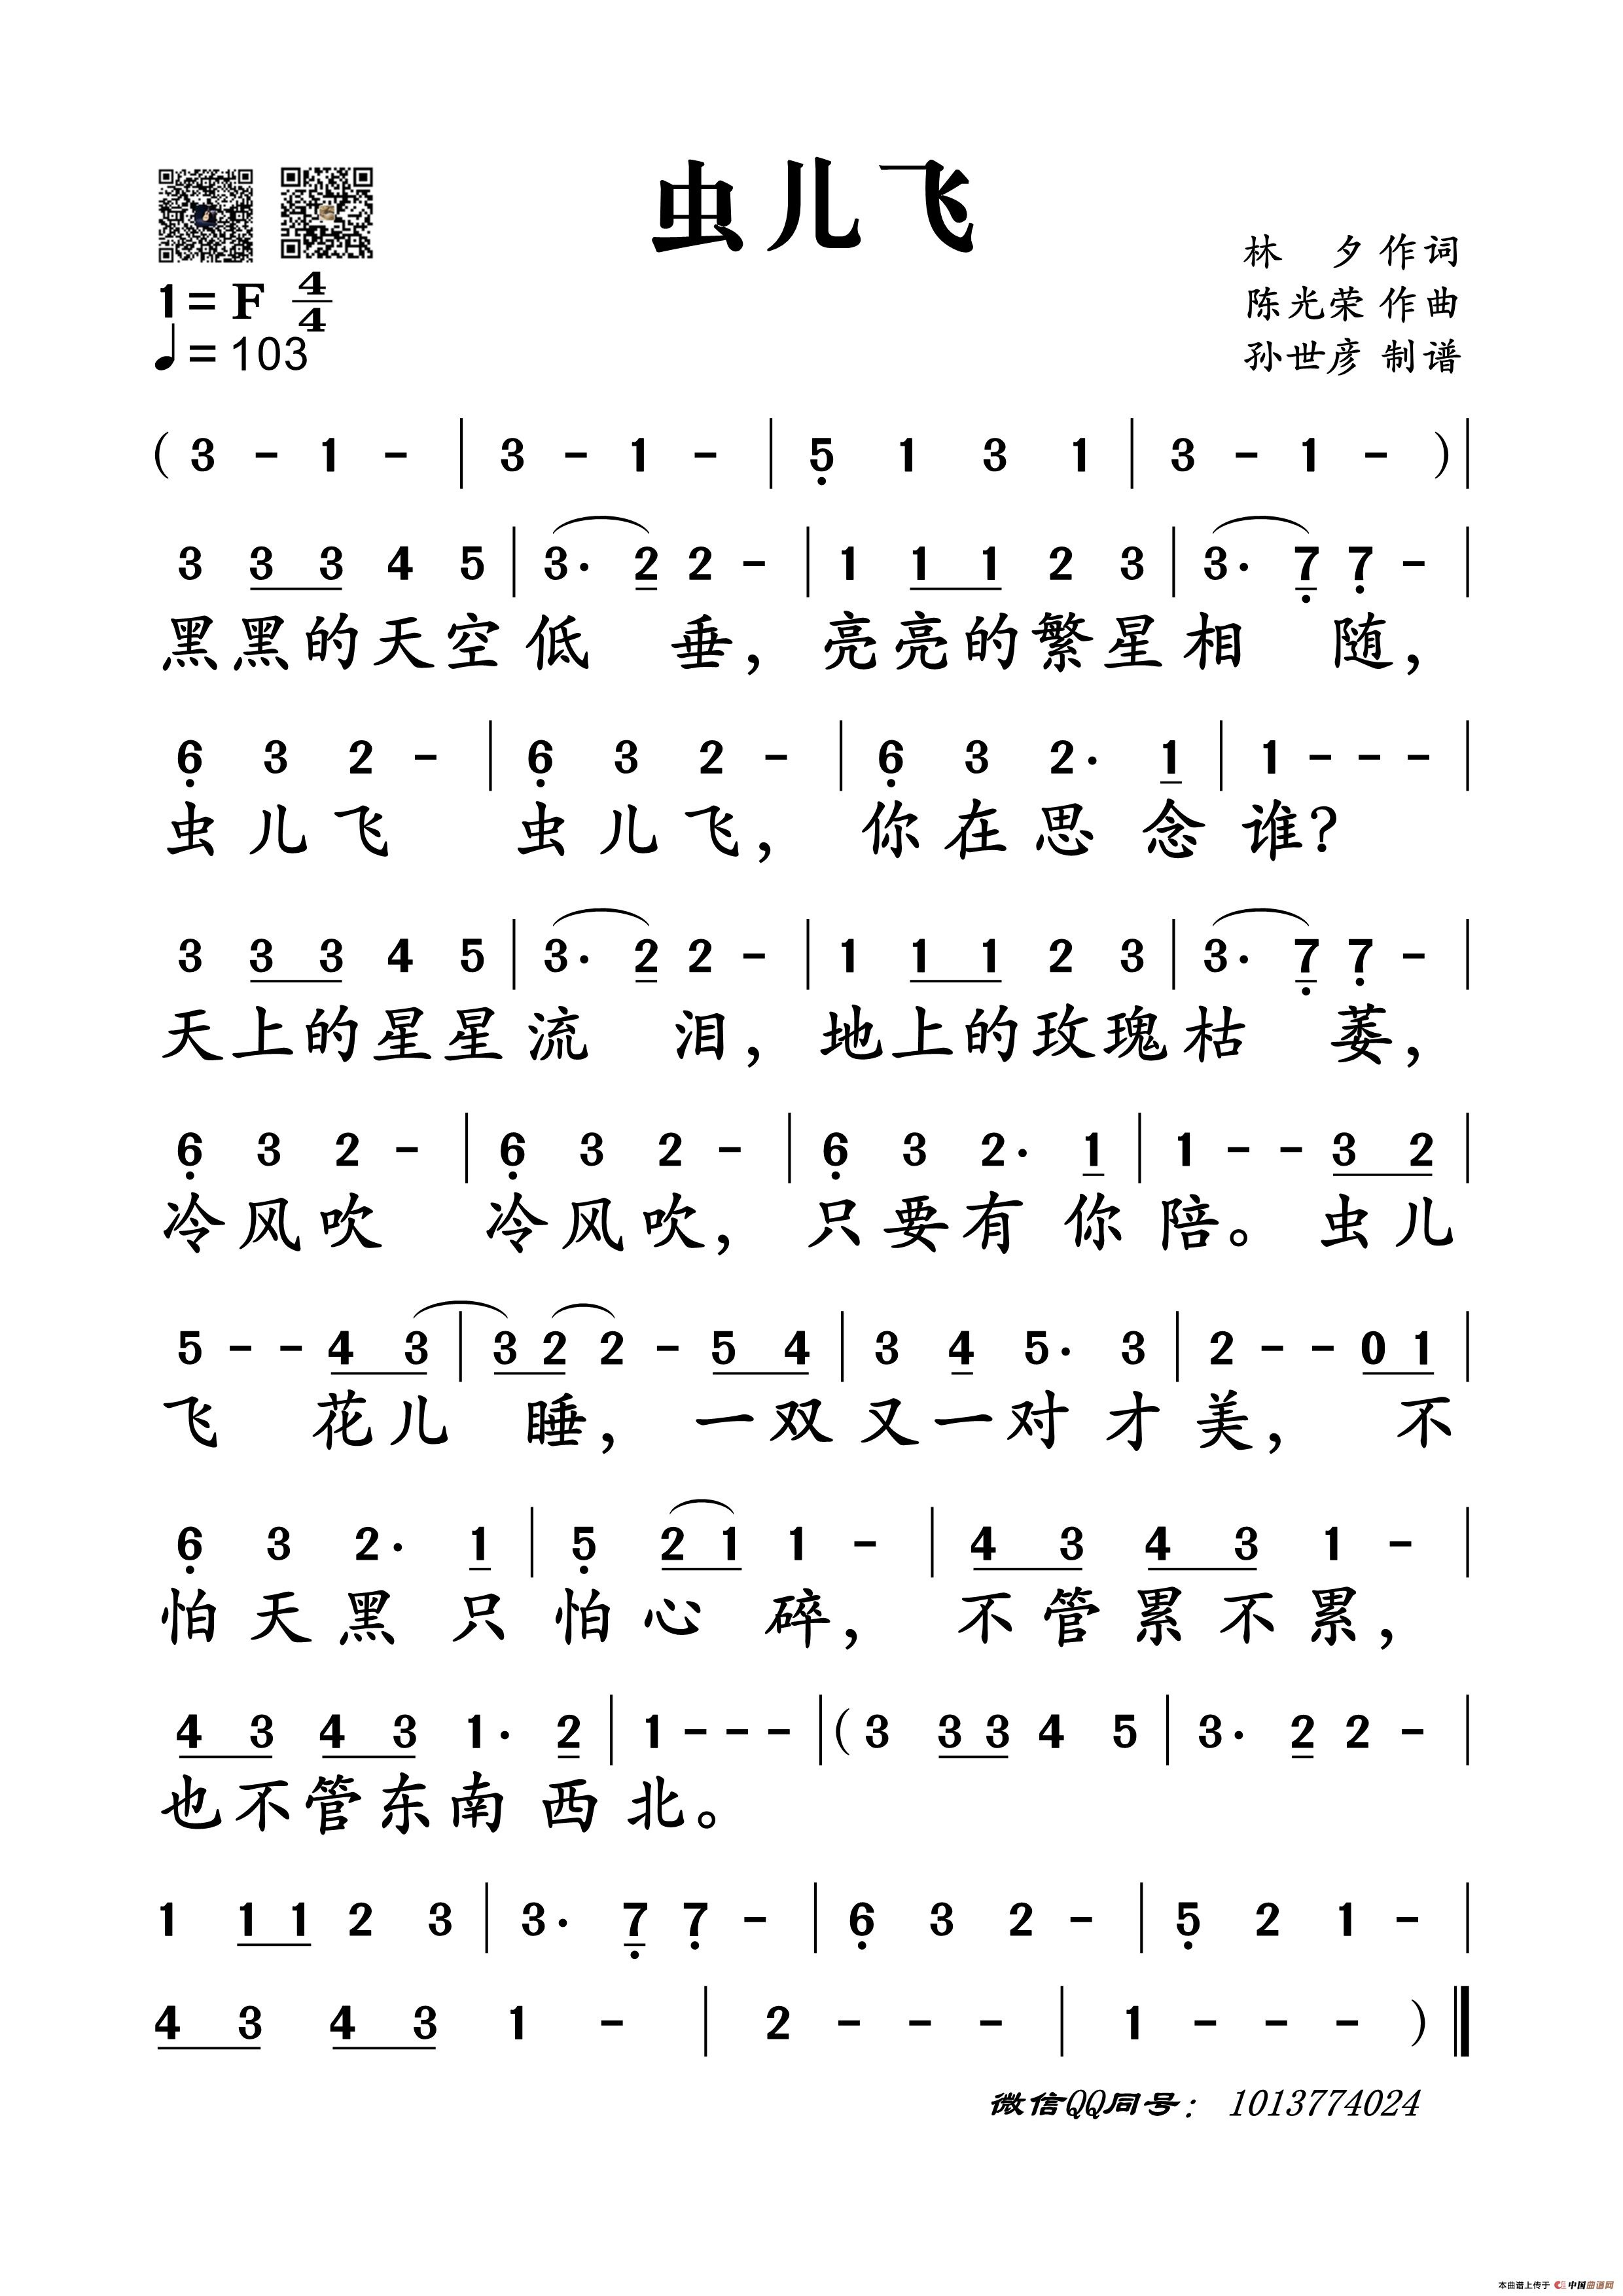 虫儿飞
林 夕 作词
1=F 4/4
陈光荣 作曲
♩=103
孙世彦 制谱
( 3 - 1 - | 3 - 1 - | 5̣ 1 3 1 | 3 - 1 - ) |
3 3 3 4 5 | 3· 2 2 - | 1 1 1 2 3 | 3· 7̣ 7̣ - |
黑黑的天空低 垂，亮亮的繁星相 随，
6̣ 3 2 - | 6̣ 3 2 - | 6̣ 3 2· 1 | 1 - - - |
虫儿飞 虫儿飞，你在思念谁？
3 3 3 4 5 | 3· 2 2 - | 1 1 1 2 3 | 3· 7̣ 7̣ - |
天上的星星流 泪，地上的玫瑰枯 萎，
6̣ 3 2 - | 6̣ 3 2 - | 6̣ 3 2· 1 | 1 - - 3 2 |
冷风吹 冷风吹，只要有你陪。虫儿
5 - - 4 3 | 3 2 2 - 5 4 | 3 4 5· 3 | 2 - - 0 1 |
飞 花儿 睡，一双又一对才美， 不
6̣ 3 2· 1 | 5̣ 2 1 1 - | 4 3 4 3 1 - |
怕天黑只怕心 碎，不管累不累，
4 3 4 3 1· 2 | 1 - - - | ( 3 3 3 4 5 | 3· 2 2 - |
也不管东南西北。
1 1 1 2 3 | 3· 7̣ 7̣ - | 6̣ 3 2 - | 5̣ 2 1 - |
4 3 4 3 1 - | 2 - - - | 1 - - - ) ‖
微信QQ同号：1013774024
本曲谱上传于 中国曲谱网